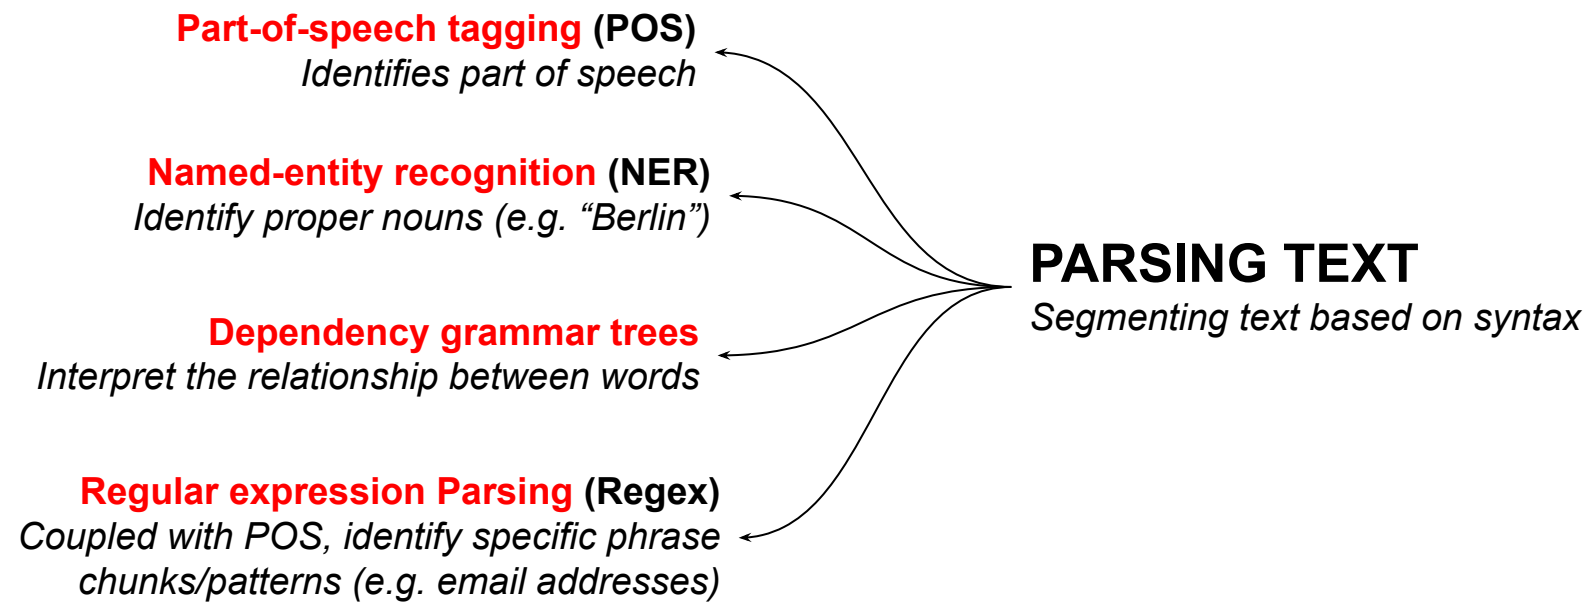 Part-of-speech tagging (POS)
Identifies part of speech
Named-entity recognition (NER)
Identify proper nouns (e.g. “Berlin”)
Dependency grammar trees
Interpret the relationship between words
Regular expression Parsing (Regex)
Coupled with POS, identify specific phrase
chunks/patterns (e.g. email addresses)
PARSING TEXT
Segmenting text based on syntax